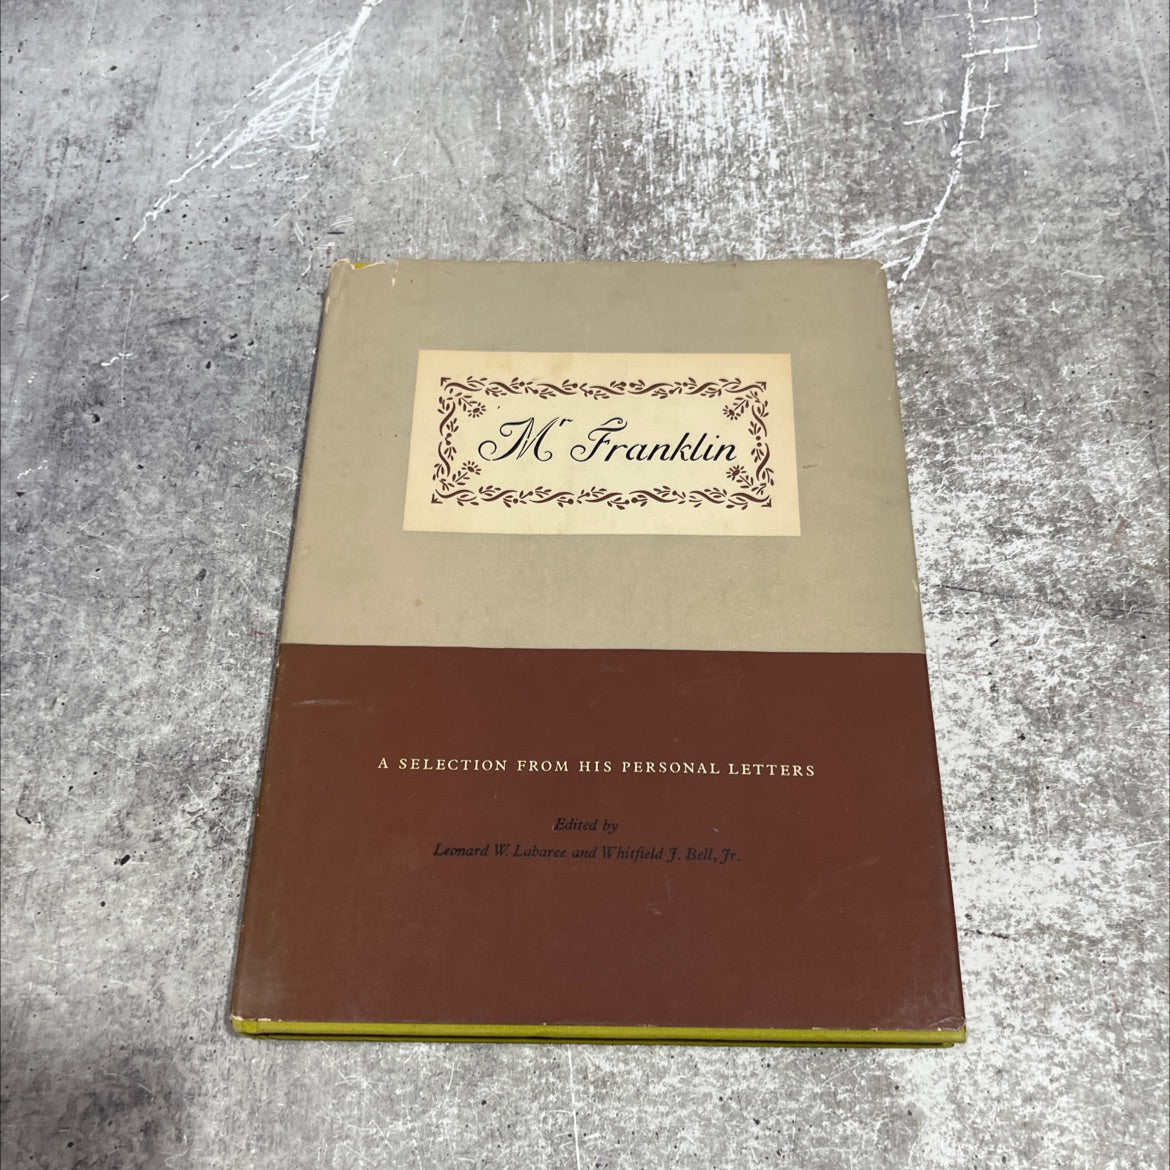 Mr Franklin
A SELECTION FROM HIS PERSONAL LETTERS
Edited by
Leonard W. Labaree and Whitfield J. Bell, Jr.